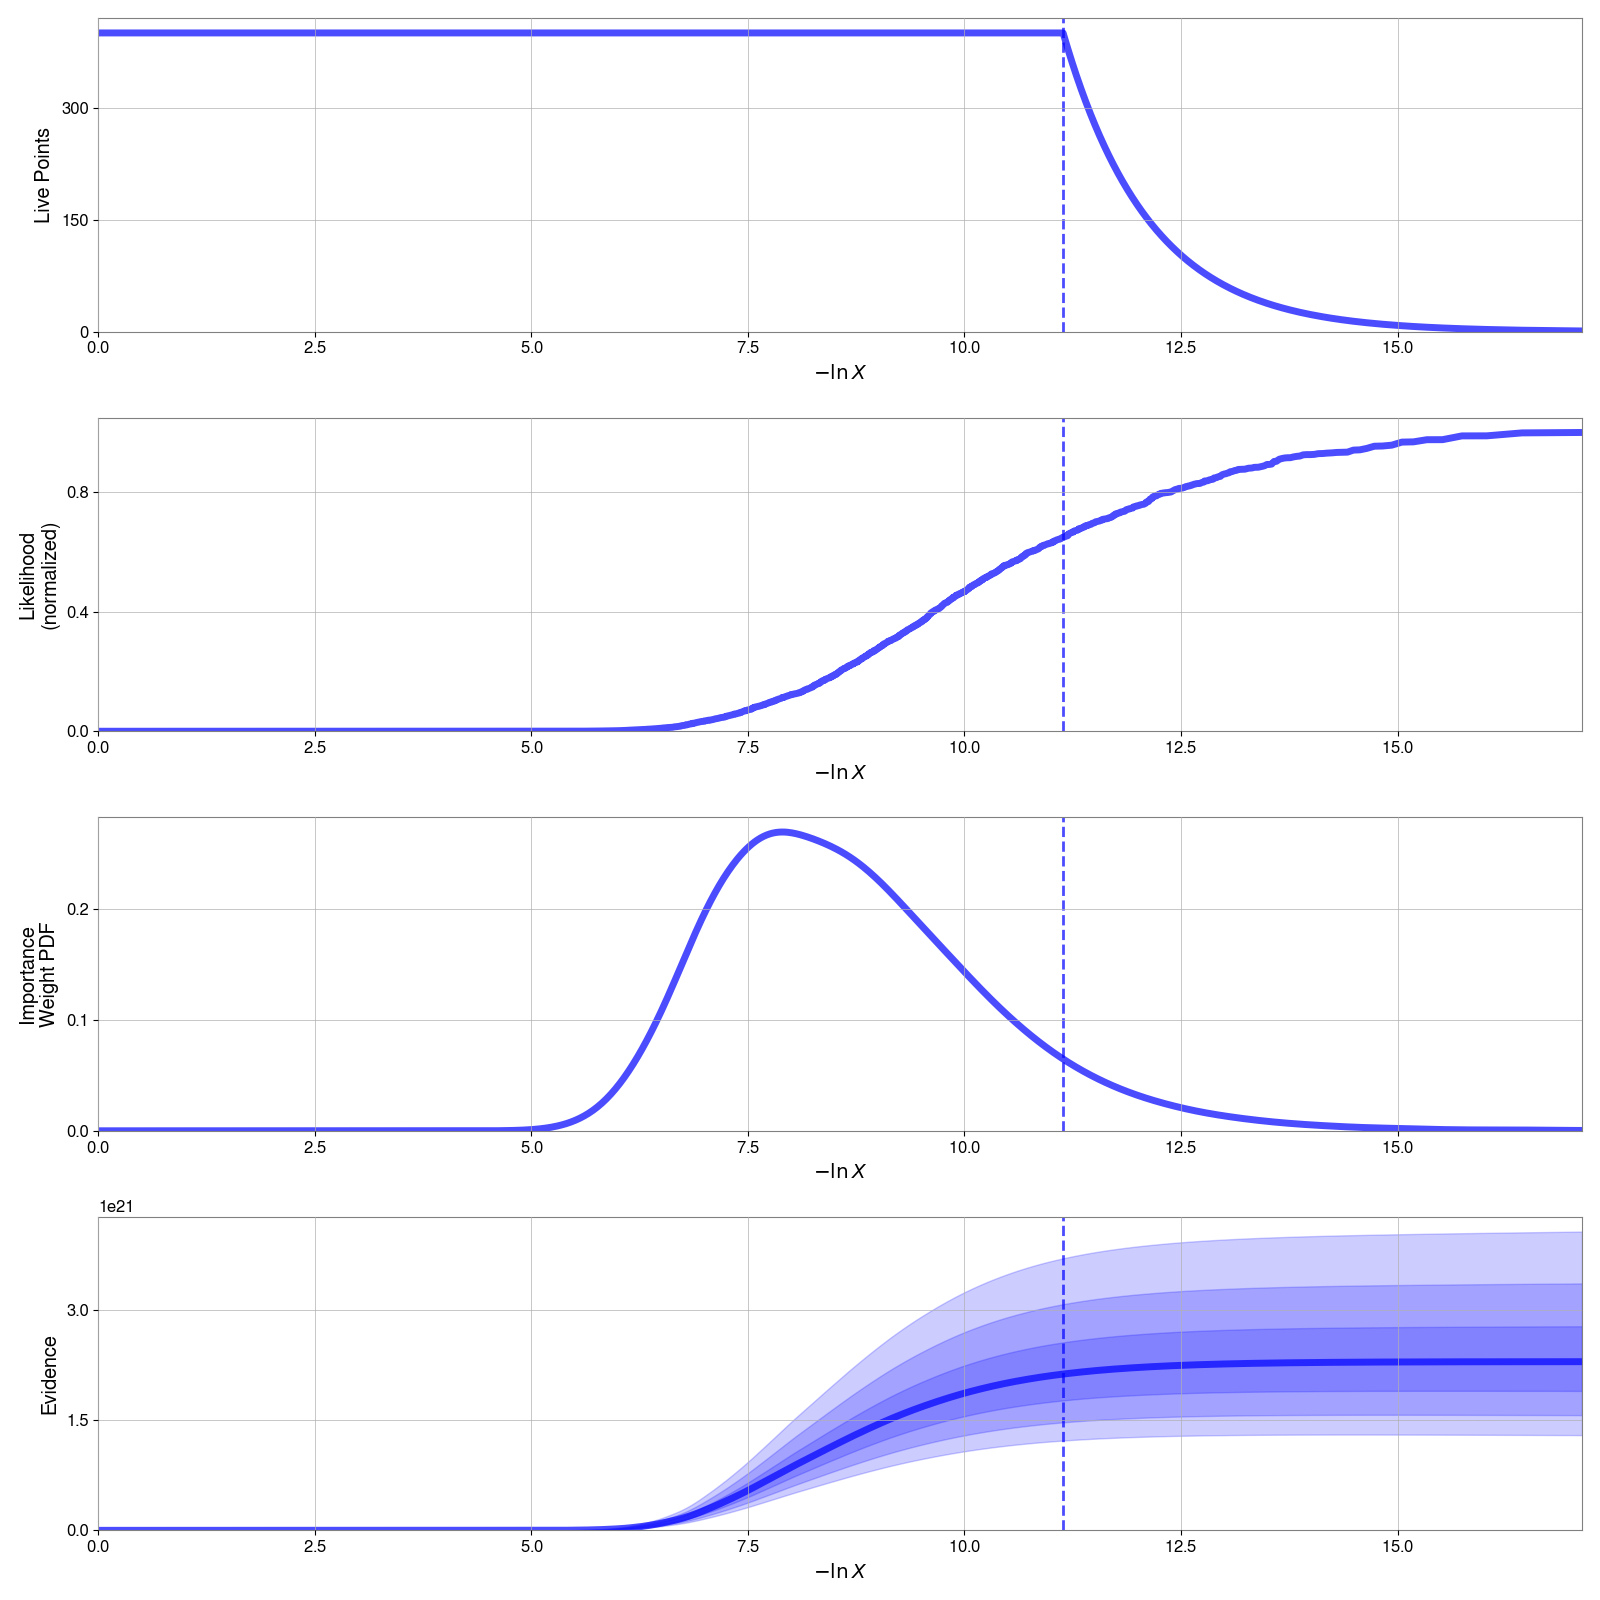 Live Points
300
150
0
0.0 2.5 5.0 7.5 10.0 12.5 15.0
−ln X
Likelihood
(normalized)
0.8
0.4
0.0
0.0 2.5 5.0 7.5 10.0 12.5 15.0
−ln X
Importance
Weight PDF
0.2
0.1
0.0
0.0 2.5 5.0 7.5 10.0 12.5 15.0
−ln X
1e21
Evidence
3.0
1.5
0.0
0.0 2.5 5.0 7.5 10.0 12.5 15.0
−ln X